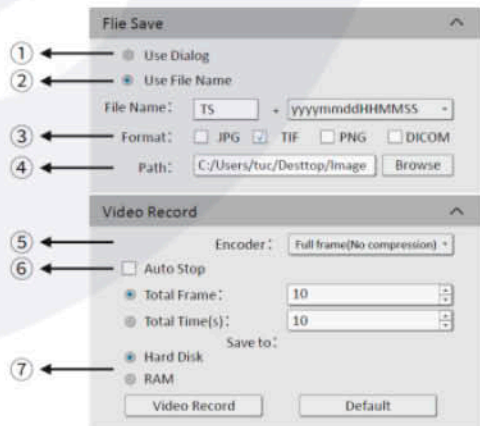 Flie Save
① Use Dialog
② Use File Name
File Name: TS + yyyymmddHHMMSS
③ Format: JPG TIF PNG DICOM
④ Path: C:/Users/tuc/Desttop/Image Browse
Video Record
⑤ Encoder: Full frame(No compression)
⑥ Auto Stop
Total Frame: 10
Total Time(s): 10
Save to:
Hard Disk
⑦
RAM
Video Record Default